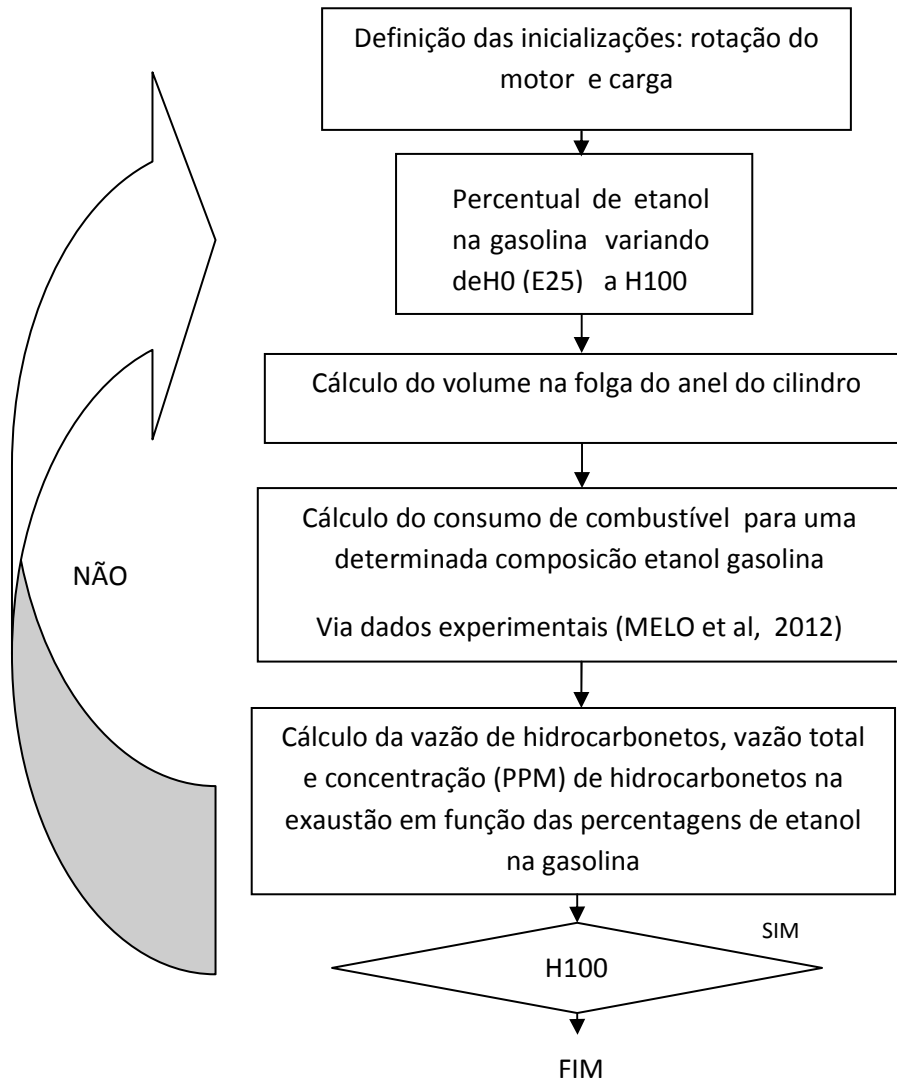 Definição das inicializações: rotação do
motor e carga
Percentual de etanol
na gasolina variando
deH0 (E25) a H100
Cálculo do volume na folga do anel do cilindro
Cálculo do consumo de combustível para uma
determinada composicão etanol gasolina
Via dados experimentais (MELO et al, 2012)
NÃO
Cálculo da vazão de hidrocarbonetos, vazão total
e concentração (PPM) de hidrocarbonetos na
exaustão em função das percentagens de etanol
na gasolina
SIM
H100
FIM